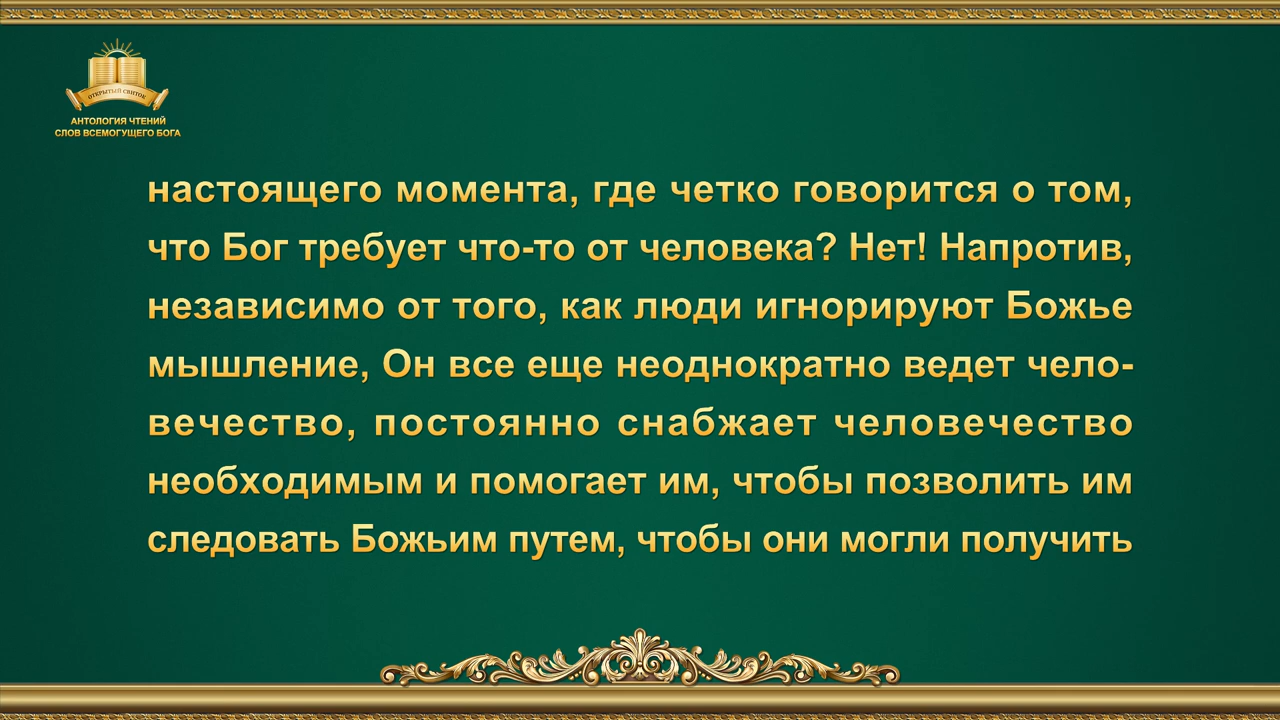 ОТКРЫТЫЙ СВИТОК
АНТОЛОГИЯ ЧТЕНИЙ
СЛОВ ВСЕМОГУЩЕГО БОГА
настоящего момента, где четко говорится о том,
что Бог требует что-то от человека? Нет! Напротив,
независимо от того, как люди игнорируют Божье
мышление, Он все еще неоднократно ведет чело-
вечество, постоянно снабжает человечество
необходимым и помогает им, чтобы позволить им
следовать Божьим путем, чтобы они могли получить